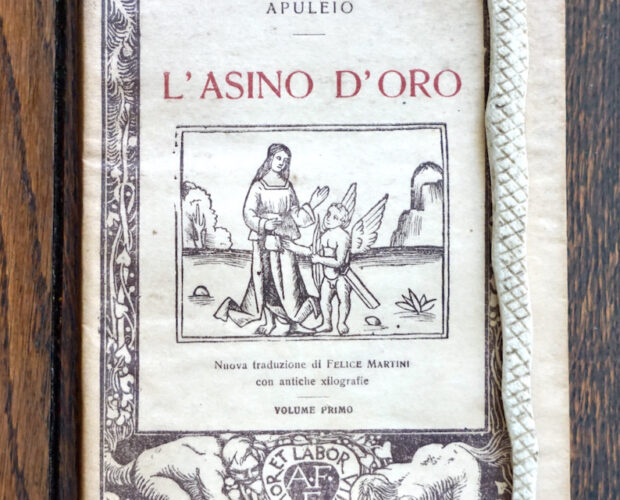 APULEIO
L'ASINO D'ORO
Nuova traduzione di FELICE MARTINI
con antiche xilografie
VOLUME PRIMO
ET LABOR
A.F.
F